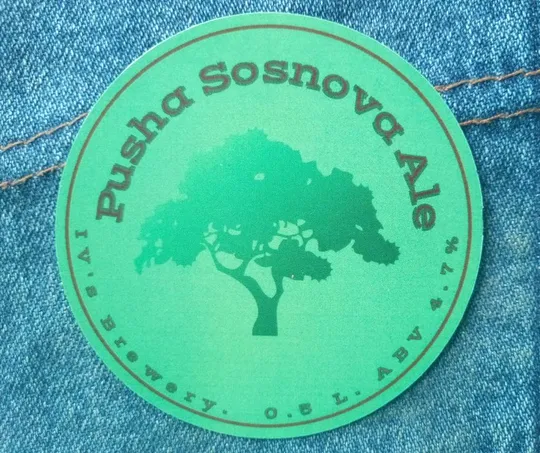 Pusha Sosnova Ale
IV.s Brewery. 0.5 L. ABV 4.7%